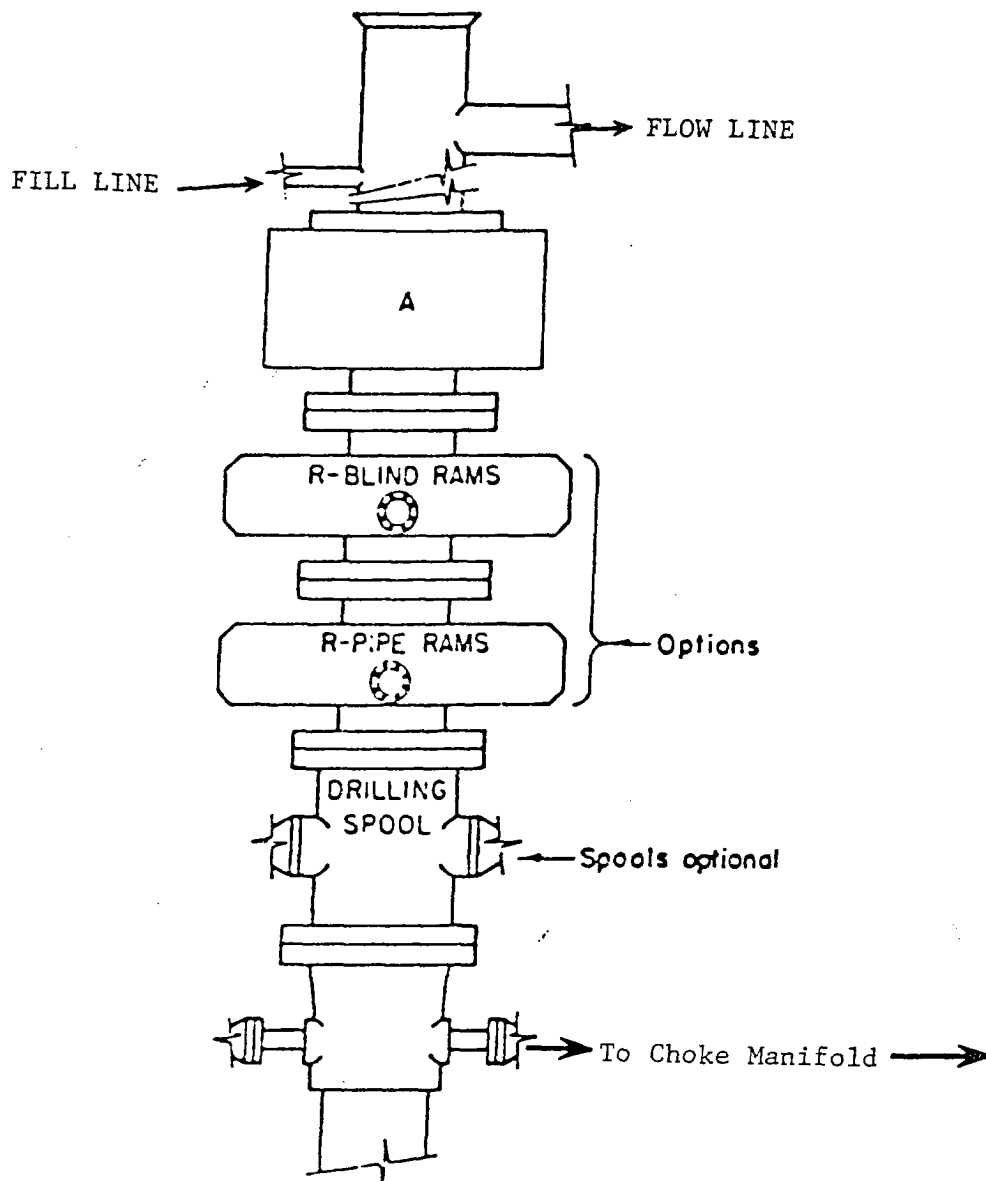 FLOW LINE
FILL LINE
A
R-BLIND RAMS
R-PIPE RAMS
Options
DRILLING
SPOOL
Spools optional
To Choke Manifold